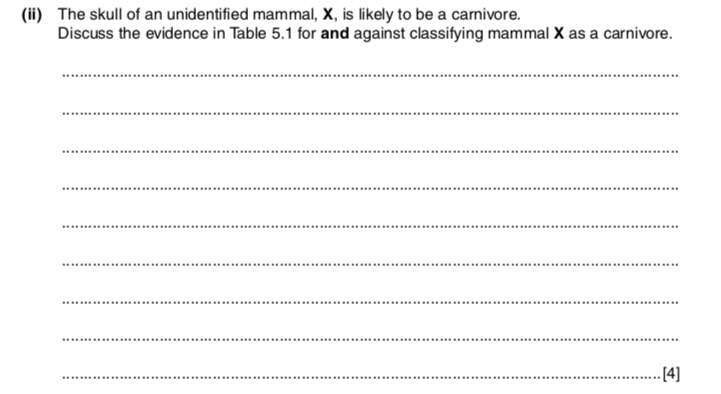 (ii) The skull of an unidentified mammal, X, is likely to be a carnivore.
Discuss the evidence in Table 5.1 for and against classifying mammal X as a carnivore.
[4]